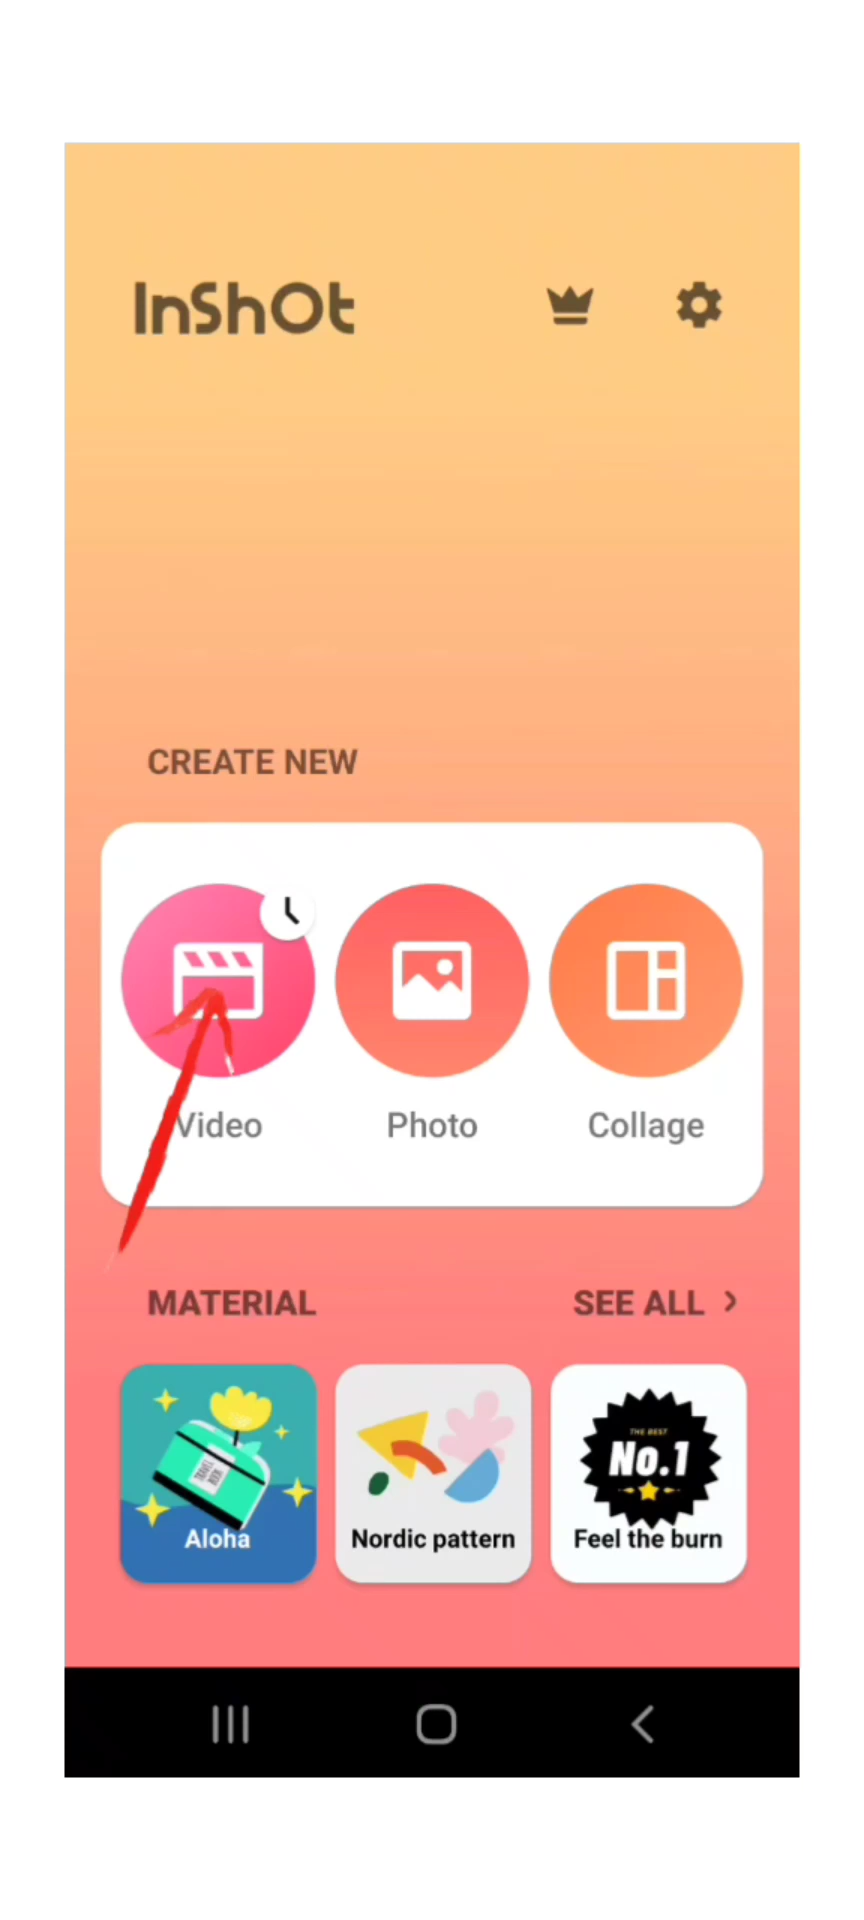 InShOt
CREATE NEW
Video Photo Collage
MATERIAL SEE ALL >
THE BEST
No.1
Aloha Nordic pattern Feel the burn